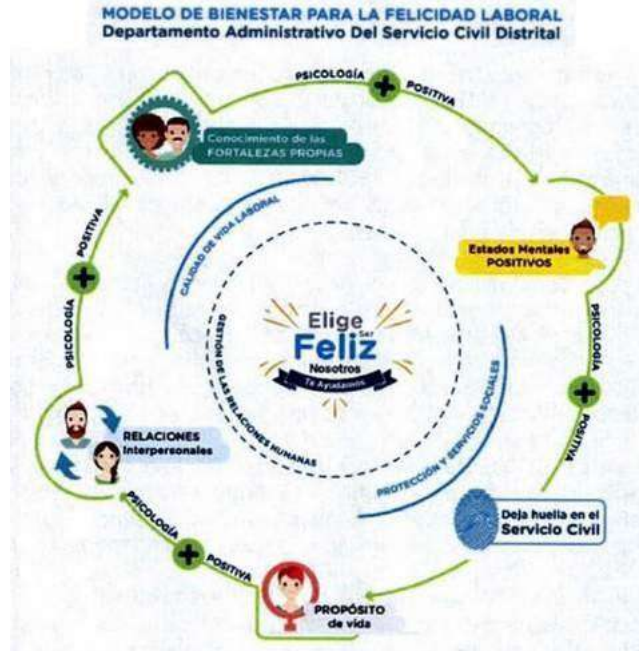 MODELO DE BIENESTAR PARA LA FELICIDAD LABORAL
Departamento Administrativo Del Servicio Civil Distrital
PSICOLOGÍA
POSITIVA
Conocimiento de las
FORTALEZAS PROPIAS
Estados Mentales
POSITIVOS
PSICOLOGÍA
POSITIVA
Deja huella en el
Servicio Civil
PROPÓSITO
de vida
PSICOLOGÍA
POSITIVA
RELACIONES
Interpersonales
PSICOLOGÍA
POSITIVA
CALIDAD DE VIDA LABORAL
GESTIÓN DE LAS RELACIONES HUMANAS
PROTECCIÓN Y SERVICIOS SOCIALES
Elige
Ser
Feliz
Nosotros
Te Ayudamos